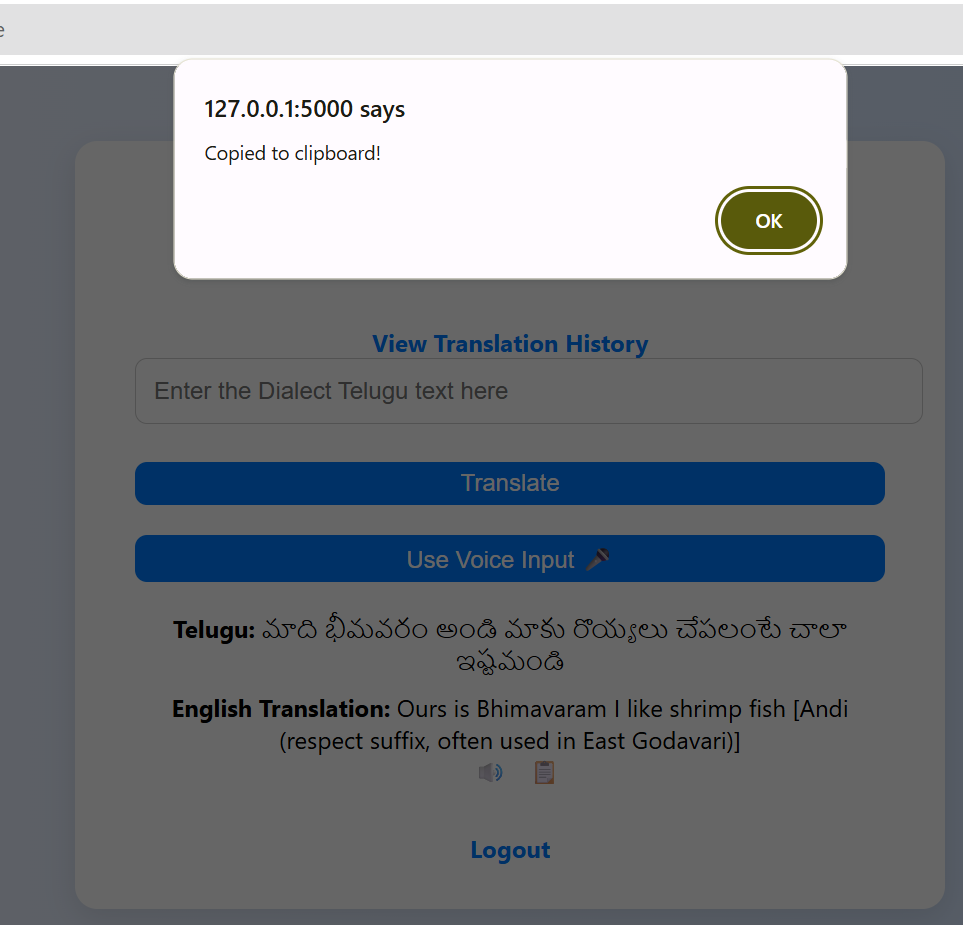 e
127.0.0.1:5000 says
Copied to clipboard!
OK
View Translation History
Enter the Dialect Telugu text here
Translate
Use Voice Input 🎤
Telugu: మాది భీమవరం అండి మాకు రొయ్యలు చేపలంటే చాలా
ఇష్టమండి
English Translation: Ours is Bhimavaram I like shrimp fish [Andi
(respect suffix, often used in East Godavari)]
Logout